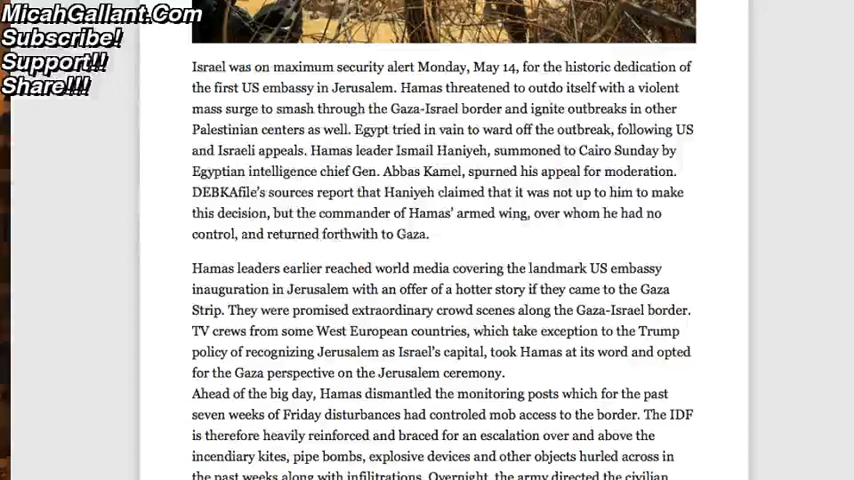 MicahGallant.Com
Subscribe!
Support!!
Share!!!
Israel was on maximum security alert Monday, May 14, for the historic dedication of
the first US embassy in Jerusalem. Hamas threatened to outdo itself with a violent
mass surge to smash through the Gaza-Israel border and ignite outbreaks in other
Palestinian centers as well. Egypt tried in vain to ward off the outbreak, following US
and Israeli appeals. Hamas leader Ismail Haniyeh, summoned to Cairo Sunday by
Egyptian intelligence chief Gen. Abbas Kamel, spurned his appeal for moderation.
DEBKAfile's sources report that Haniyeh claimed that it was not up to him to make
this decision, but the commander of Hamas' armed wing, over whom he had no
control, and returned forthwith to Gaza.
Hamas leaders earlier reached world media covering the landmark US embassy
inauguration in Jerusalem with an offer of a hotter story if they came to the Gaza
Strip. They were promised extraordinary crowd scenes along the Gaza-Israel border.
TV crews from some West European countries, which take exception to the Trump
policy of recognizing Jerusalem as Israel's capital, took Hamas at its word and opted
for the Gaza perspective on the Jerusalem ceremony.
Ahead of the big day, Hamas dismantled the monitoring posts which for the past
seven weeks of Friday disturbances had controled mob access to the border. The IDF
is therefore heavily reinforced and braced for an escalation over and above the
incendiary kites, pipe bombs, explosive devices and other objects hurled across in
the past weeks along with infiltrations. Overnight, the army directed the civilian